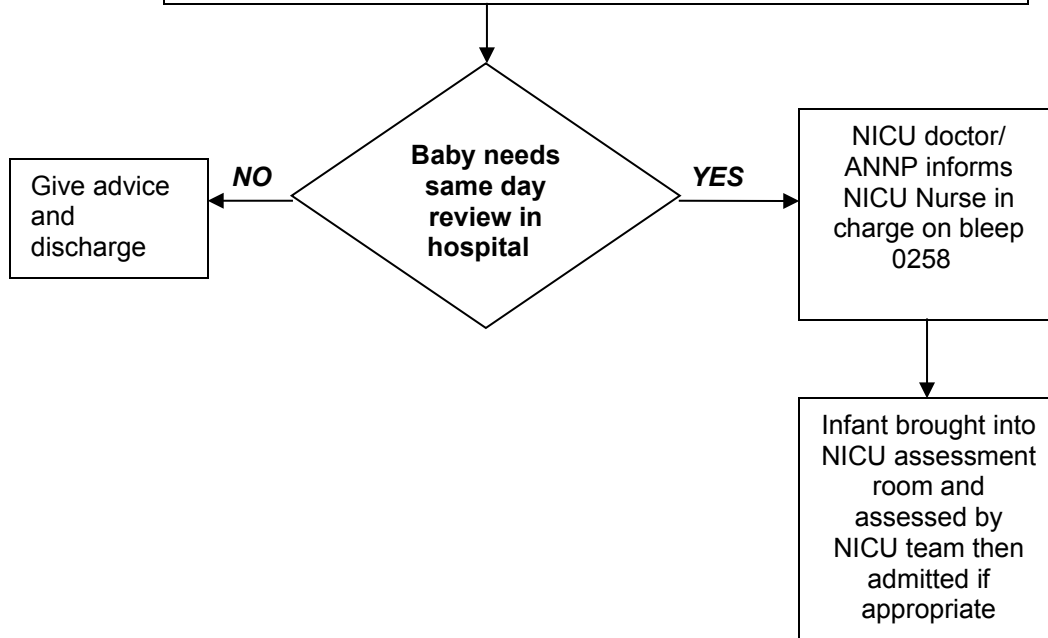 Baby needs
same day
review in
hospital
NO
YES
Give advice
and
discharge
NICU doctor/
ANNP informs
NICU Nurse in
charge on bleep
0258
Infant brought into
NICU assessment
room and
assessed by
NICU team then
admitted if
appropriate